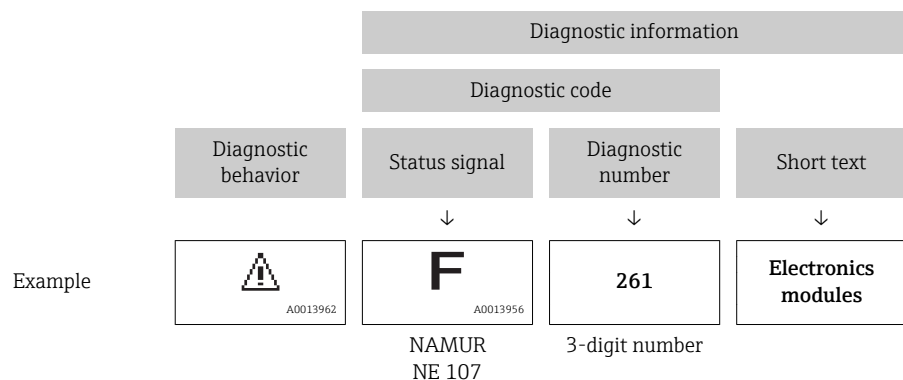 Diagnostic information
Diagnostic code
Diagnostic
behavior
Status signal
Diagnostic
number
Short text
↓ ↓ ↓
Example
A0013962
F
A0013956
261
Electronics
modules
NAMUR
NE 107
3-digit number